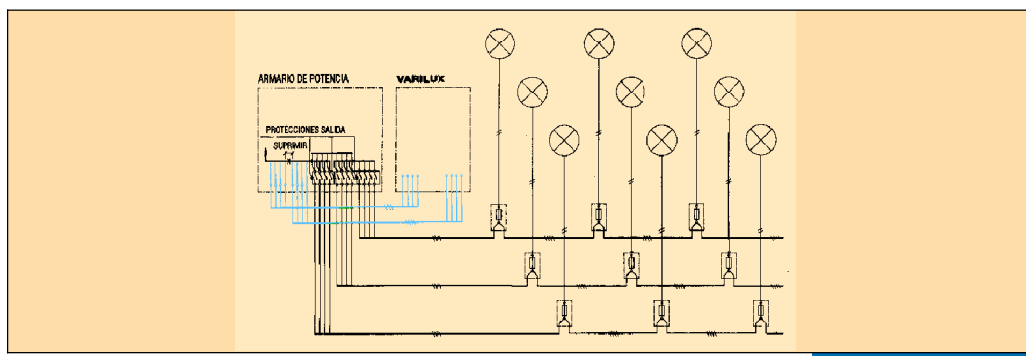 ARMARIO DE POTENCIA
VARILUX
PROTECCIONES SALIDA
SUPRIMIR